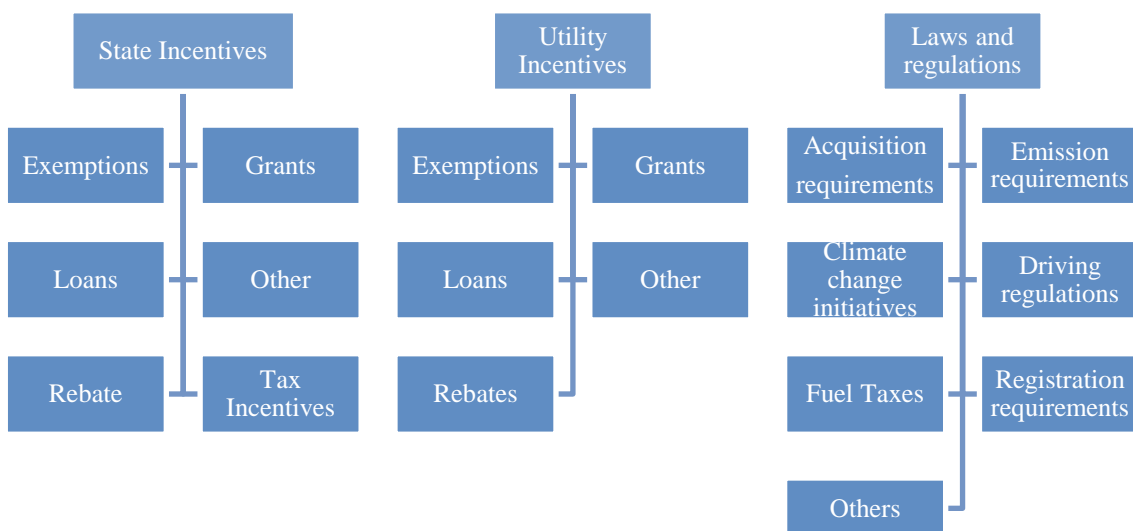 State Incentives
Exemptions
Grants
Loans
Other
Rebate
Tax
Incentives
Utility
Incentives
Exemptions
Grants
Loans
Other
Rebates
Laws and
regulations
Acquisition
requirements
Emission
requirements
Climate
change
initiatives
Driving
regulations
Fuel Taxes
Registration
requirements
Others